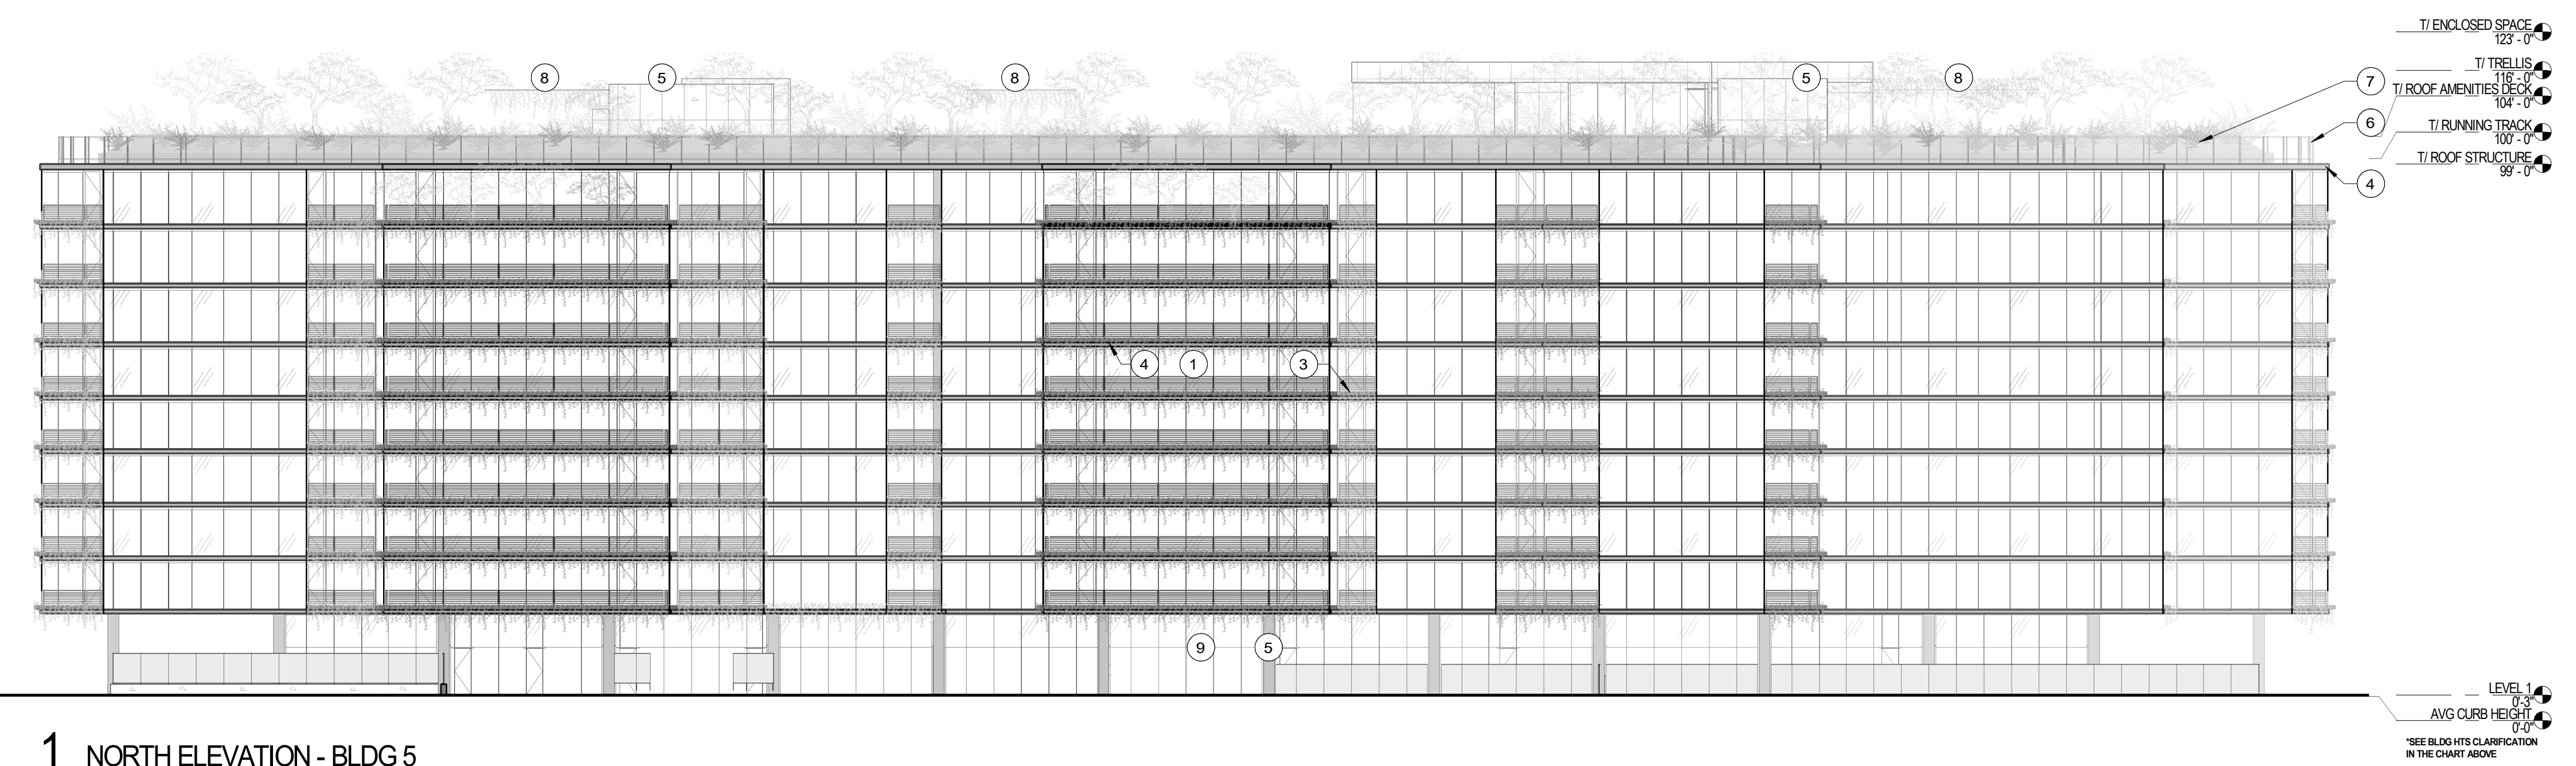 T/ ENCLOSED SPACE
123' - 0"
8
5
8
5
8
T/ TRELLIS
116' - 0"
7
T/ ROOF AMENITIES DECK
104' - 0"
6
T/ RUNNING TRACK
100' - 0"
T/ ROOF STRUCTURE
99' - 0"
4
4
1
3
9
5
LEVEL 1
0'-3"
AVG CURB HEIGHT
0'-0"
*SEE BLDG HTS CLARIFICATION
IN THE CHART ABOVE
1 NORTH ELEVATION - BLDG 5